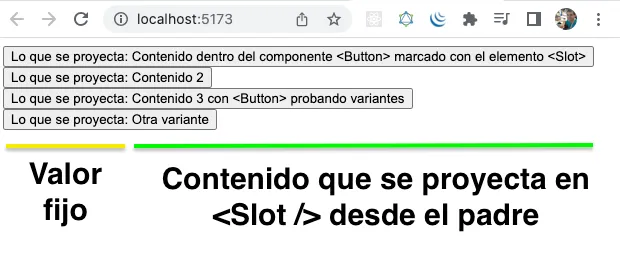 localhost:5173
Lo que se proyecta: Contenido dentro del componente <Button> marcado con el elemento <Slot>
Lo que se proyecta: Contenido 2
Lo que se proyecta: Contenido 3 con <Button> probando variantes
Lo que se proyecta: Otra variante
Valor
fijo
Contenido que se proyecta en
<Slot /> desde el padre